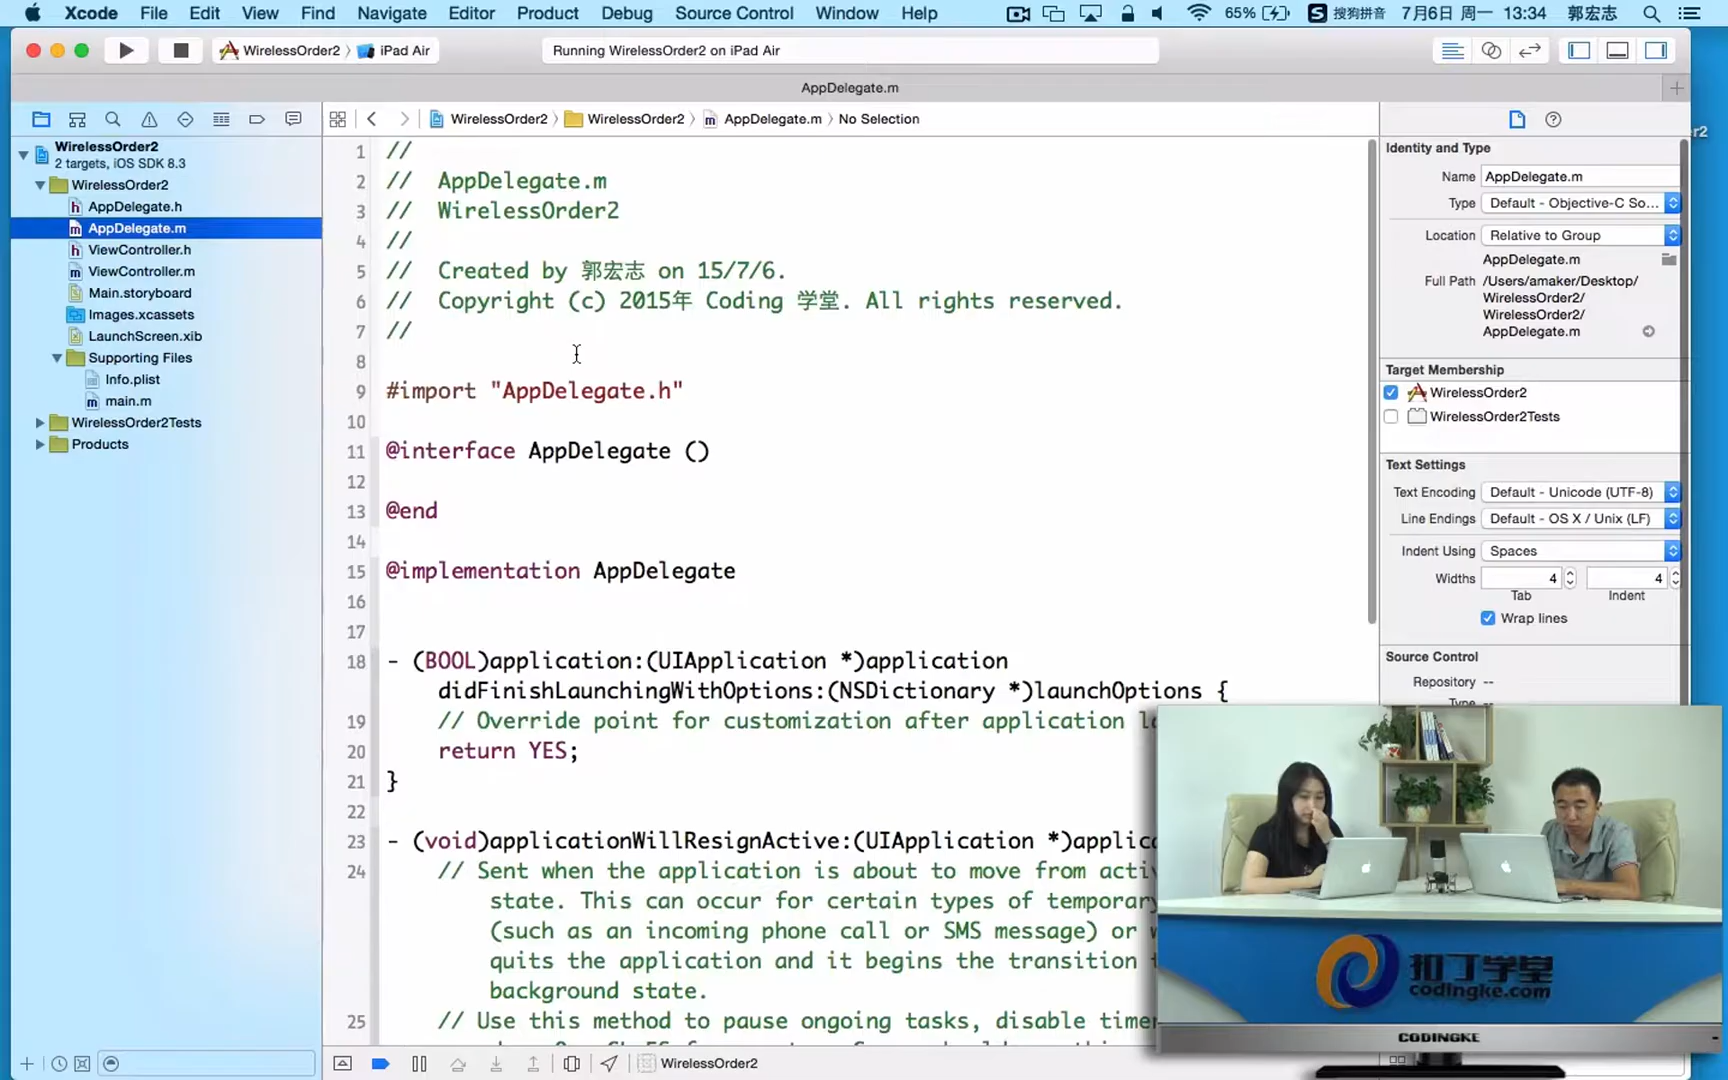 Xcode File Edit View Find Navigate Editor Product Debug Source Control Window Help 65% S 搜狗拼音 7月6日 周一 13:34 郭宏志
WirelessOrder2 〉 iPad Air
Running WirelessOrder2 on iPad Air
AppDelegate.m
WirelessOrder2 〉 WirelessOrder2 〉 m AppDelegate.m 〉 No Selection
WirelessOrder2
2 targets, iOS SDK 8.3
WirelessOrder2
h AppDelegate.h
m AppDelegate.m
h ViewController.h
m ViewController.m
Main.storyboard
Images.xcassets
LaunchScreen.xib
Supporting Files
Info.plist
m main.m
WirelessOrder2Tests
Products
1 //
2 // AppDelegate.m
3 // WirelessOrder2
4 //
5 // Created by 郭宏志 on 15/7/6.
6 // Copyright (c) 2015年 Coding 学堂. All rights reserved.
7 //
8
9 #import "AppDelegate.h"
10
11 @interface AppDelegate ()
12
13 @end
14
15 @implementation AppDelegate
16
17
18 - (BOOL)application:(UIApplication *)application
didFinishLaunchingWithOptions:(NSDictionary *)launchOptions {
19 // Override point for customization after application
20 return YES;
21 }
22
23 - (void)applicationWillResignActive:(UIApplication *)applic
24 // Sent when the application is about to move from acti
state. This can occur for certain types of temporary
(such as an incoming phone call or SMS message) or
quits the application and it begins the transition
background state.
25 // Use this method to pause ongoing tasks, disable time
WirelessOrder2
r2
Identity and Type
Name AppDelegate.m
Type Default - Objective-C So...
Location Relative to Group
AppDelegate.m
Full Path /Users/amaker/Desktop/
WirelessOrder2/
WirelessOrder2/
AppDelegate.m
Target Membership
WirelessOrder2
WirelessOrder2Tests
Text Settings
Text Encoding Default - Unicode (UTF-8)
Line Endings Default - OS X / Unix (LF)
Indent Using Spaces
Widths 4 4
Tab Indent
Wrap lines
Source Control
Repository --
Type --
扣丁学堂
codingke.com
CODINGKE